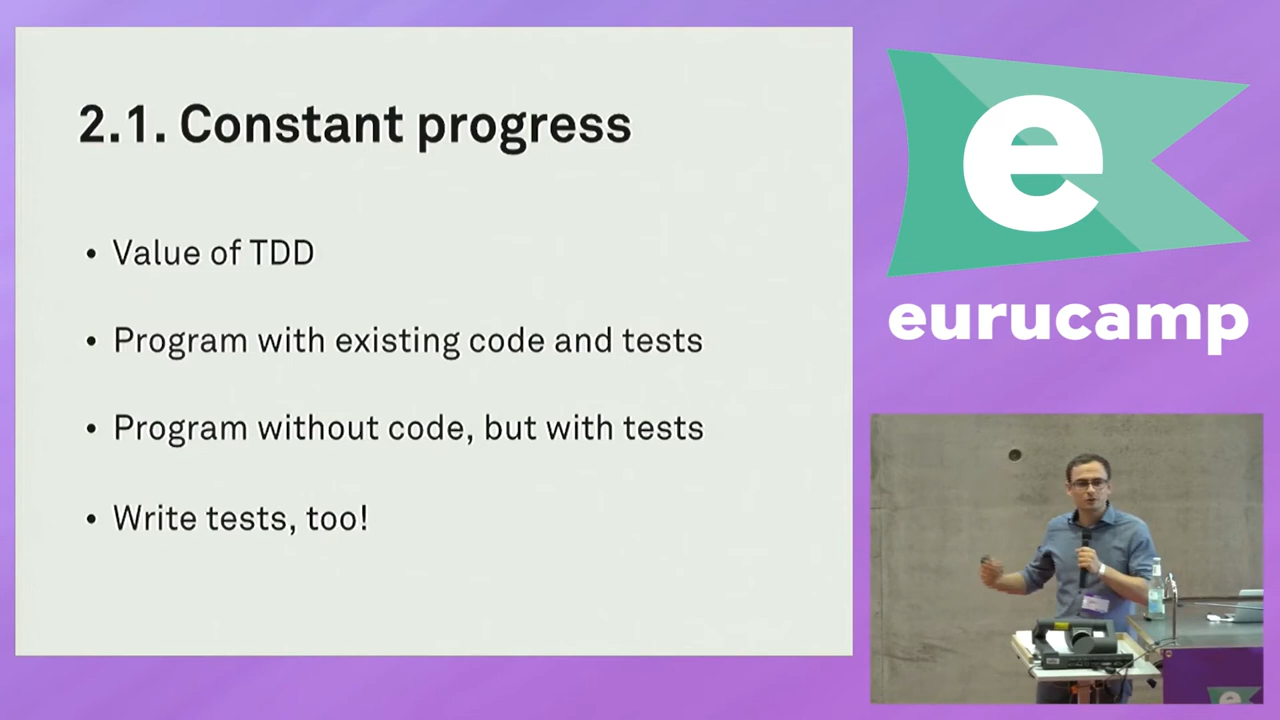 2.1. Constant progress
• Value of TDD
• Program with existing code and tests
• Program without code, but with tests
• Write tests, too!
e
eurucamp
e